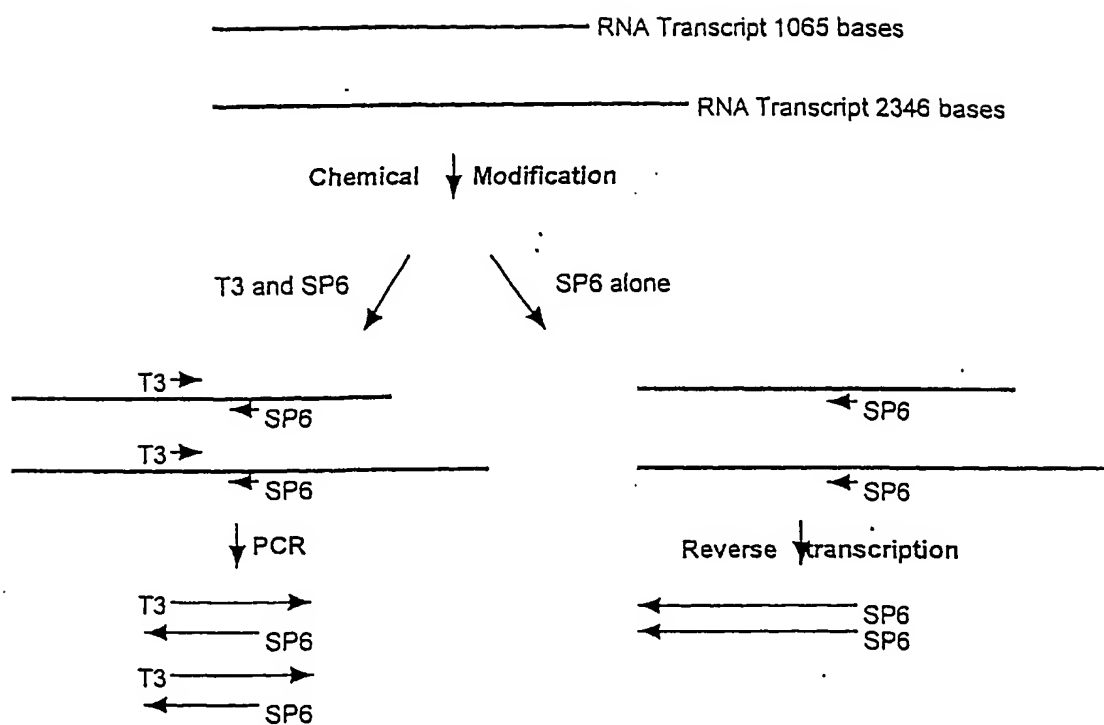 RNA Transcript 1065 bases
RNA Transcript 2346 bases
Chemical Modification
T3 and SP6
SP6 alone
T3
SP6
SP6
T3
SP6
SP6
PCR
Reverse transcription
T3
SP6
SP6
SP6
T3
SP6